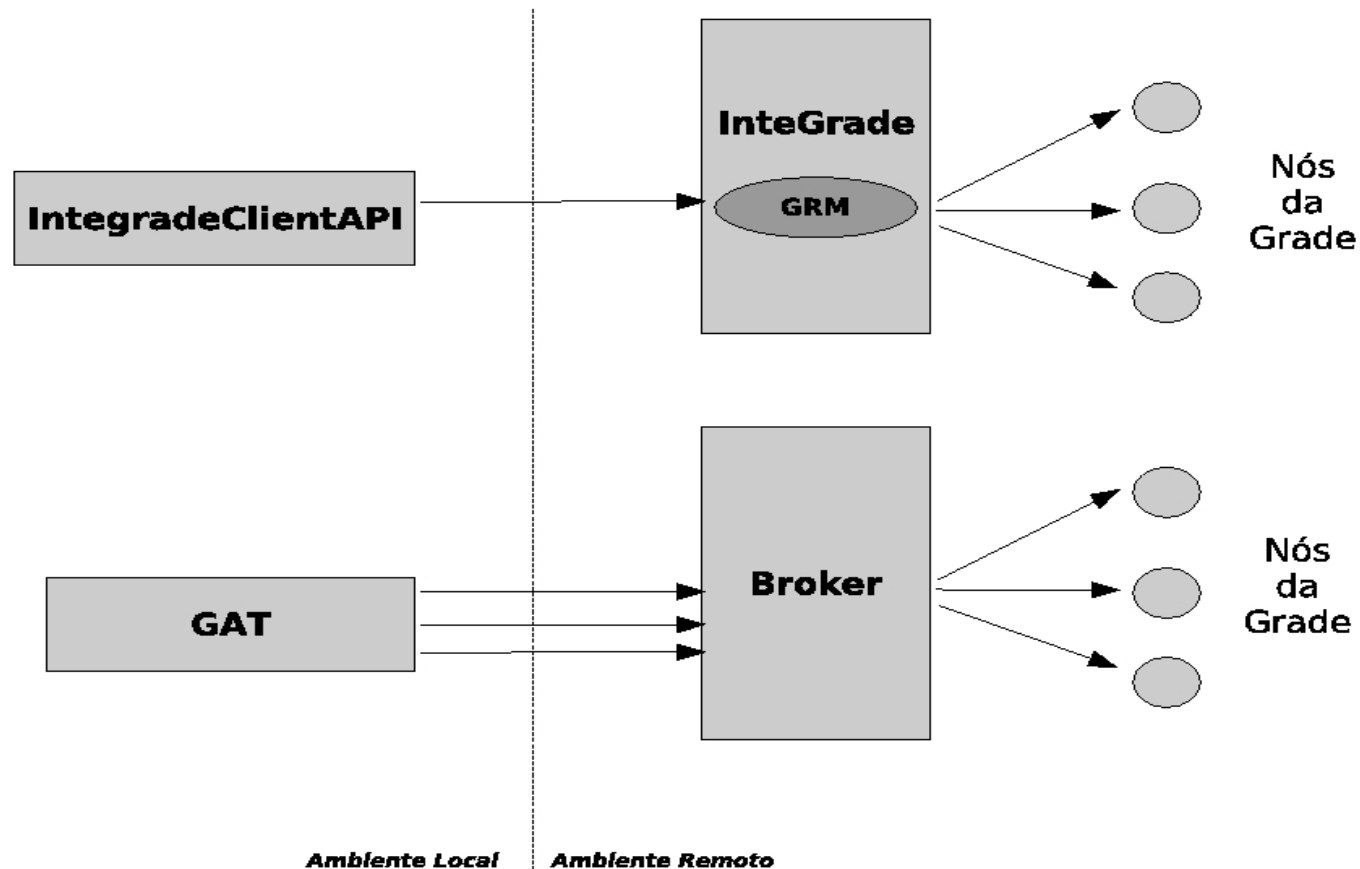 InteGrade
IntegradeClientAPI
GRM
Nós
da
Grade
GAT
Broker
Nós
da
Grade
Ambiente Local
Ambiente Remoto